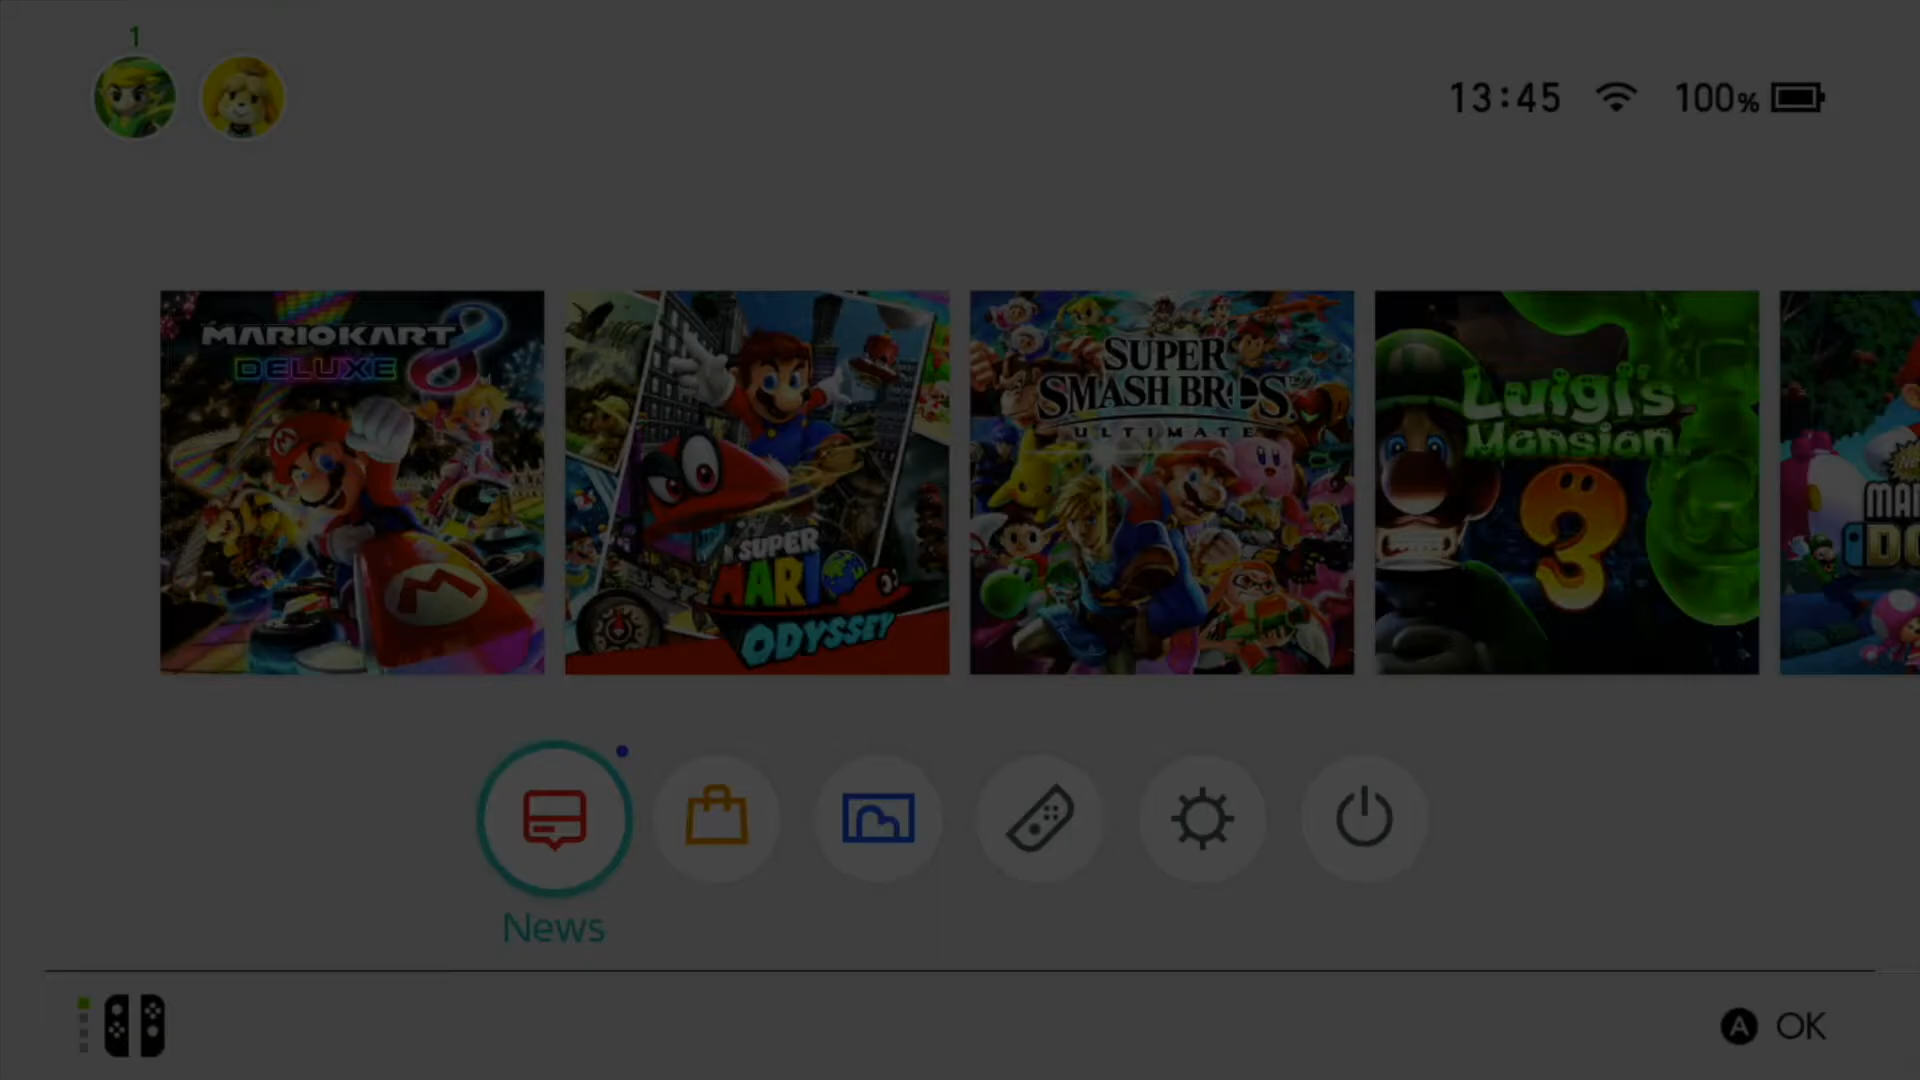 1
13:45 100%
MARIOKART 8
DELUXE
SUPER
MARIO
ODYSSEY
SUPER
SMASH BROS.
ULTIMATE
Luigi's
Mansion
3
News
A OK